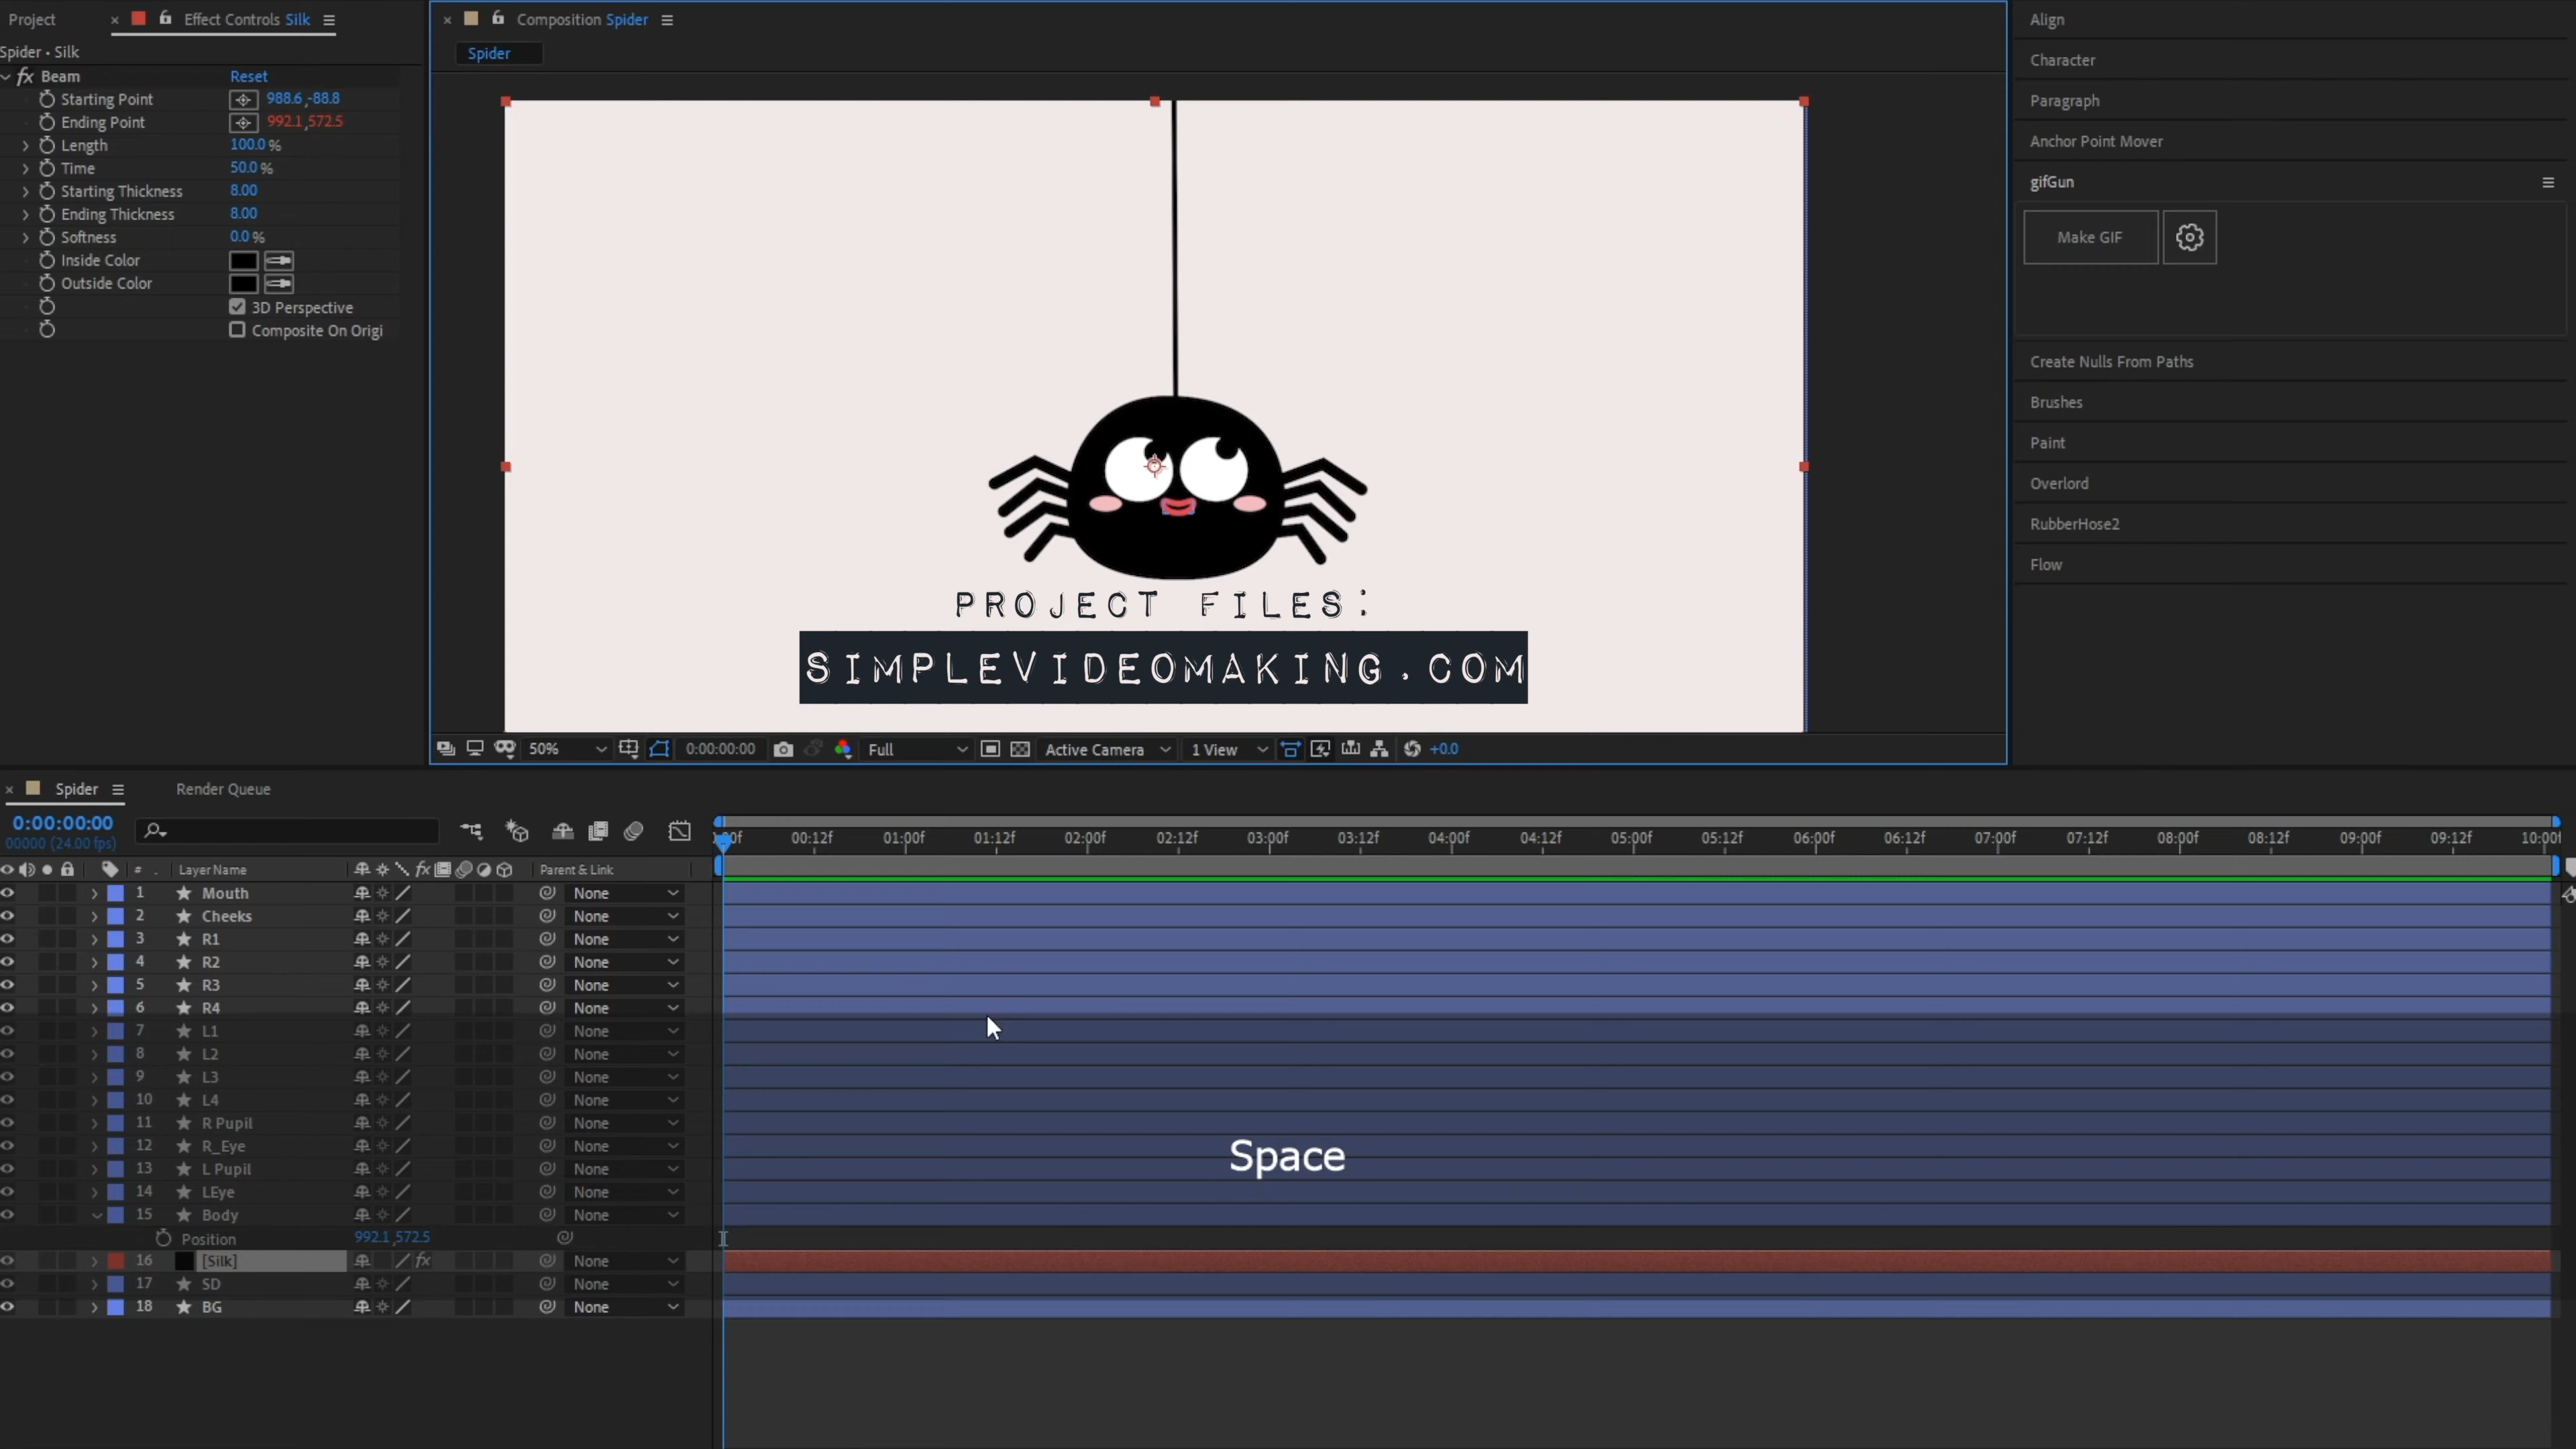 Project
Effect Controls Silk
Spider • Silk
fx Beam Reset
Starting Point 988.6,-88.8
Ending Point 992.1,572.5
Length 100.0 %
Time 50.0 %
Starting Thickness 8.00
Ending Thickness 8.00
Softness 0.0 %
Inside Color
Outside Color
3D Perspective
Composite On Origi
Composition Spider
Spider
PROJECT FILES:
SIMPLEVIDEOMAKING.COM
50% 0:00:00:00 Full Active Camera 1 View +0.0
Align
Character
Paragraph
Anchor Point Mover
gifGun
Make GIF
Create Nulls From Paths
Brushes
Paint
Overlord
RubberHose2
Flow
Spider Render Queue
0:00:00:00
00000 (24.00 fps)
00f 00:12f 01:00f 01:12f 02:00f 02:12f 03:00f 03:12f 04:00f 04:12f 05:00f 05:12f 06:00f 06:12f 07:00f 07:12f 08:00f 08:12f 09:00f 09:12f 10:00f
# Layer Name fx Parent & Link
1 Mouth None
2 Cheeks None
3 R1 None
4 R2 None
5 R3 None
6 R4 None
7 L1 None
8 L2 None
9 L3 None
10 L4 None
11 R Pupil None
12 R_Eye None
13 L Pupil None
14 LEye None
15 Body None
Position 992.1,572.5
16 [Silk] fx None
17 SD None
18 BG None
Space